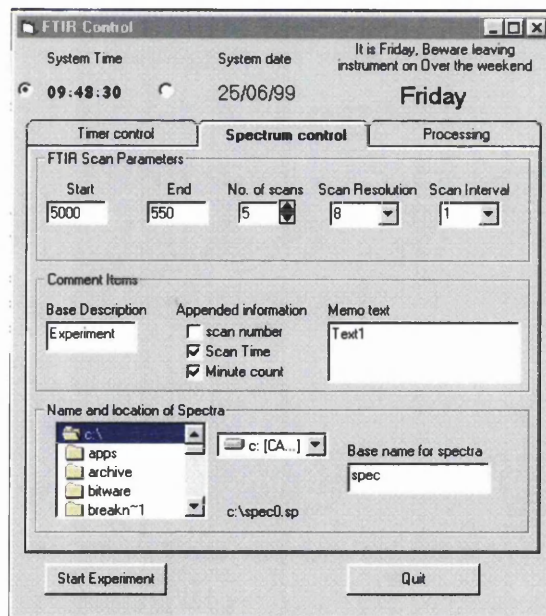 FTIR Control
System Time System date It is Friday, Beware leaving
instrument on Over the weekend
09:48:30 25/06/99 Friday
Timer control Spectrum control Processing
FTIR Scan Parameters
Start End No. of scans Scan Resolution Scan Interval
5000 550 5 8 1
Comment Items
Base Description Appended information Memo text
Experiment scan number Text1
Scan Time
Minute count
Name and location of Spectra
c:\ c: [CA...] Base name for spectra
apps
archive spec
bitware
breakn~1 c:\spec0.sp
Start Experiment Quit